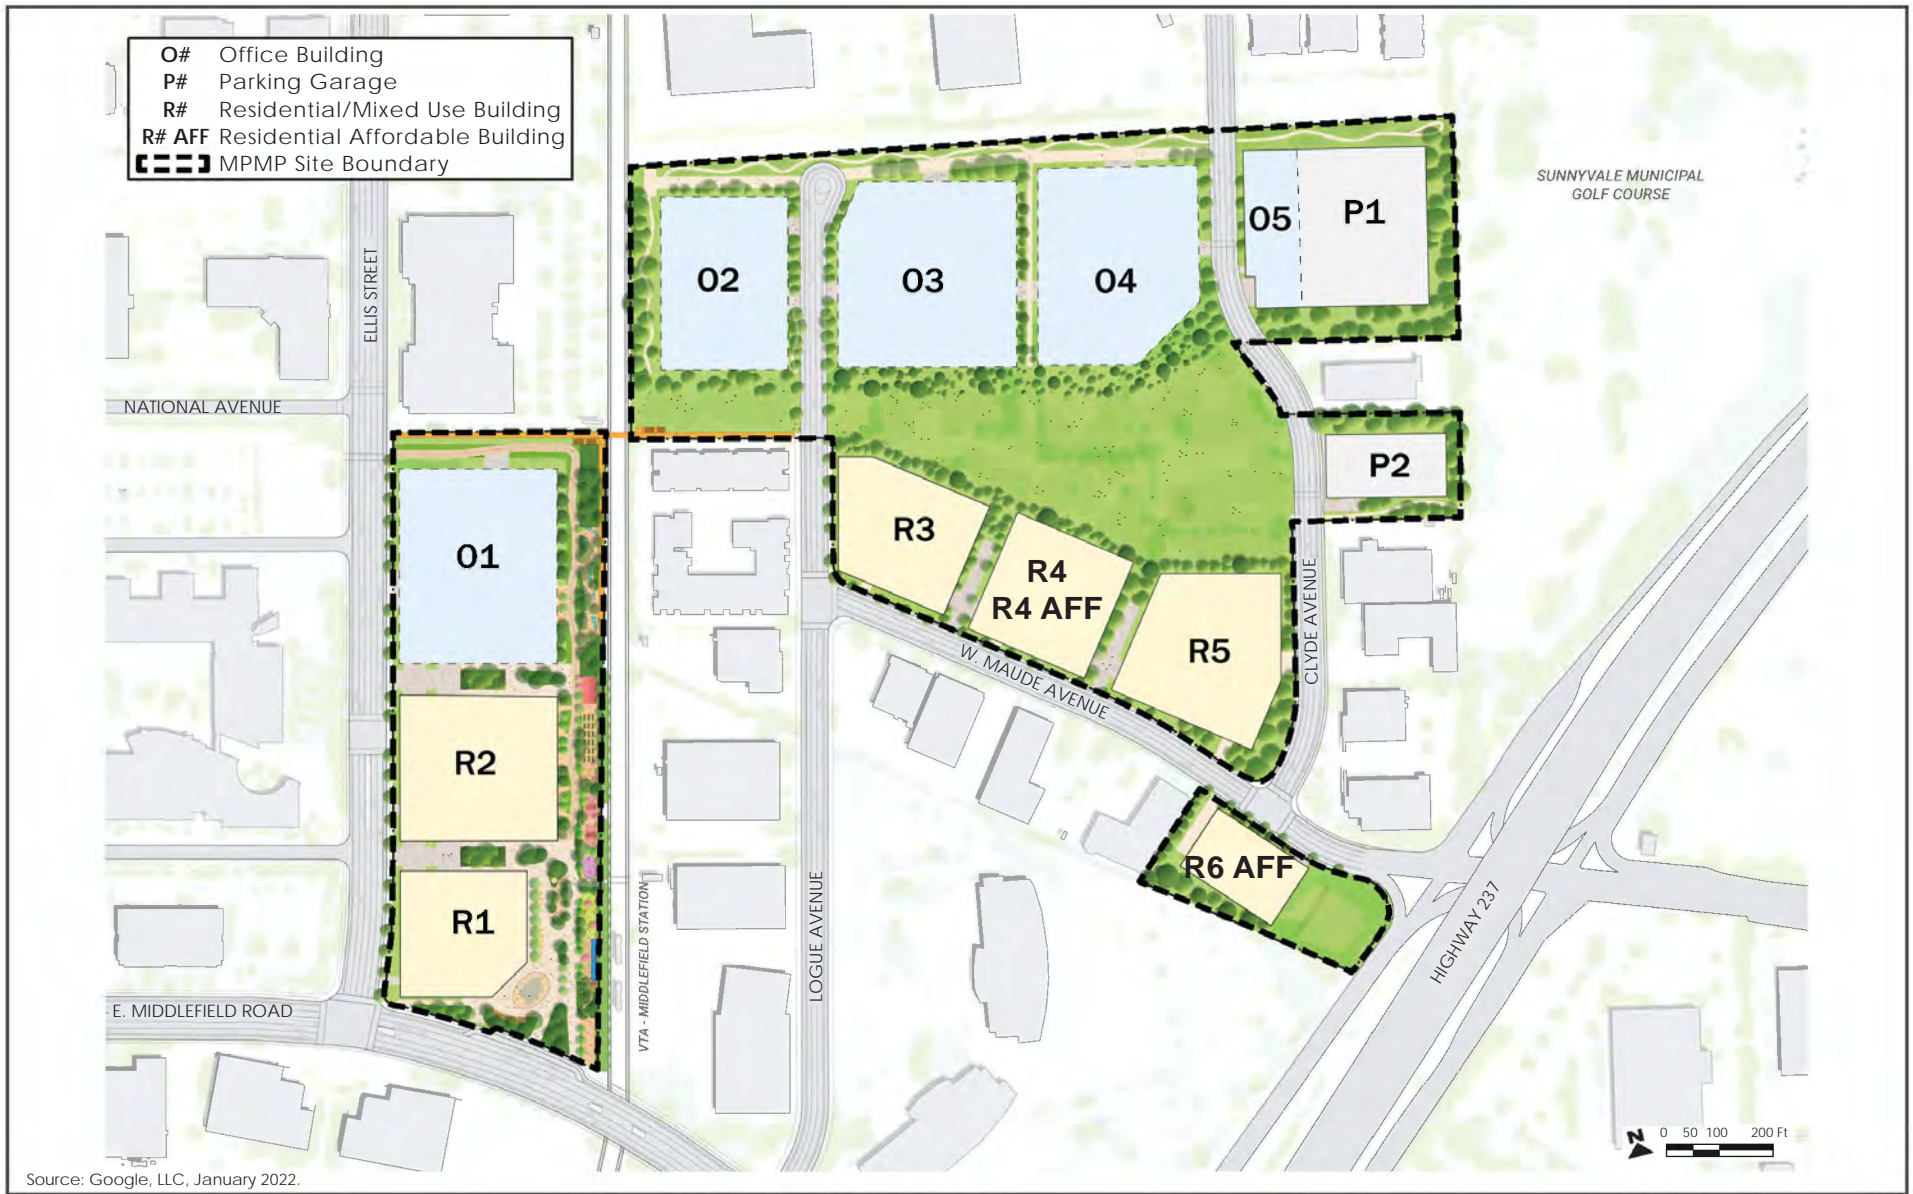 O# Office Building
P# Parking Garage
R# Residential/Mixed Use Building
R# AFF Residential Affordable Building
MPMP Site Boundary
SUNNYVALE MUNICIPAL
GOLF COURSE
O5
P1
O2
O3
O4
ELLIS STREET
NATIONAL AVENUE
P2
O1
R3
R4
R4 AFF
R5
CLYDE AVENUE
W. MAUDE AVENUE
R2
R6 AFF
R1
VTA - MIDDLEFIELD STATION
LOGUE AVENUE
HIGHWAY 237
E. MIDDLEFIELD ROAD
N
0 50 100 200 Ft
Source: Google, LLC, January 2022.